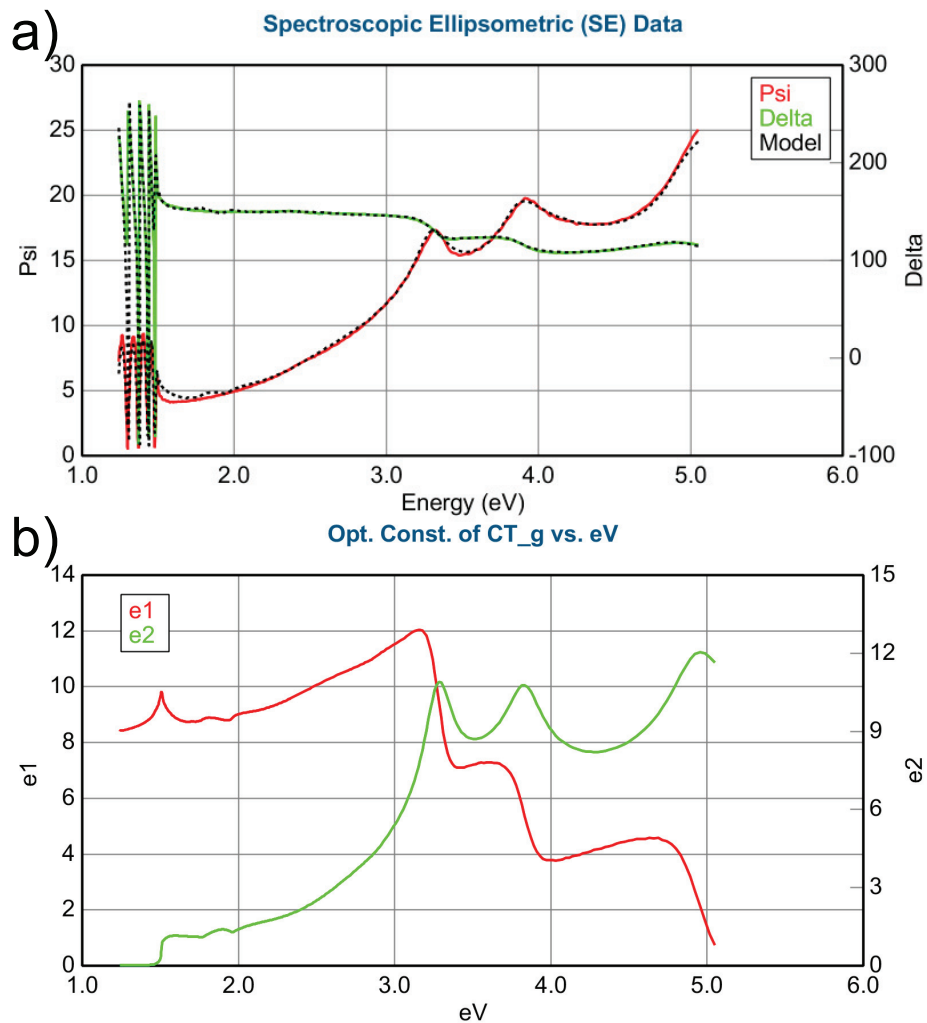 a)
Spectroscopic Ellipsometric (SE) Data
30
25
20
15
10
5
0
Psi
300
200
100
0
-100
Delta
Psi
Delta
Model
1.0 2.0 3.0 4.0 5.0 6.0
Energy (eV)
b)
Opt. Const. of CT_g vs. eV
14
12
10
8
6
4
2
0
e1
15
12
9
6
3
0
e2
e1
e2
1.0 2.0 3.0 4.0 5.0 6.0
eV